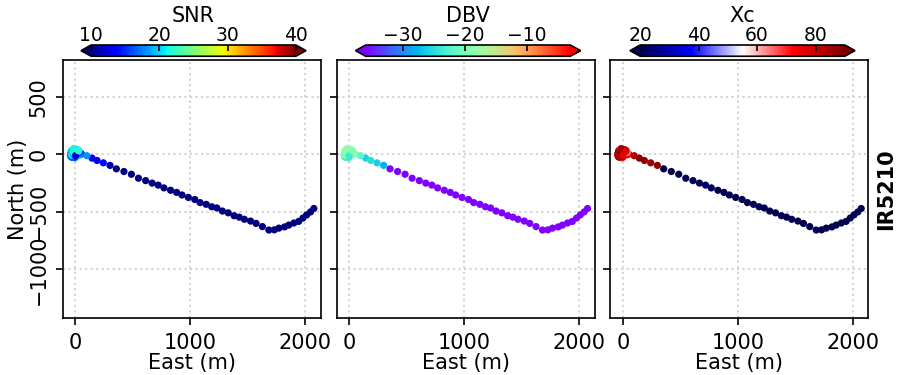 SNR DBV Xc
10 20 30 40 −30 −20 −10 20 40 60 80
North (m)
500
0
−500
−1000
IR5210
0 1000 2000 0 1000 2000 0 1000 2000
East (m) East (m) East (m)